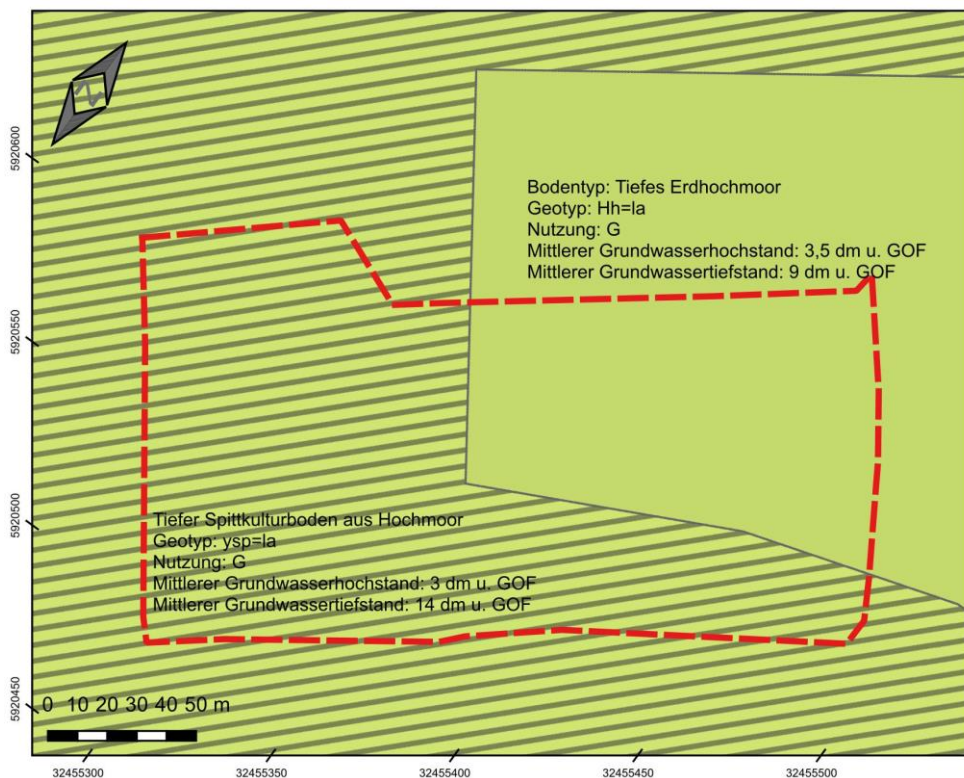 5920600
5920550
5920500
5920450
Bodentyp: Tiefes Erdhochmoor
Geotyp: Hh=la
Nutzung: G
Mittlerer Grundwasserhochstand: 3,5 dm u. GOF
Mittlerer Grundwassertiefstand: 9 dm u. GOF
Tiefer Spittkulturboden aus Hochmoor
Geotyp: ysp=la
Nutzung: G
Mittlerer Grundwasserhochstand: 3 dm u. GOF
Mittlerer Grundwassertiefstand: 14 dm u. GOF
0 10 20 30 40 50 m
32455300
32455350
32455400
32455450
32455500